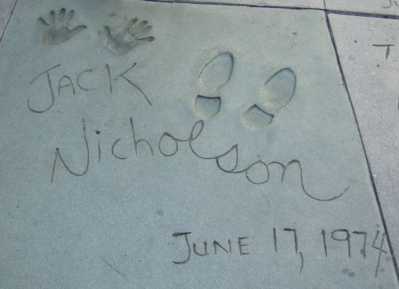 JACK
Nicholson
JUNE 17, 1974
T